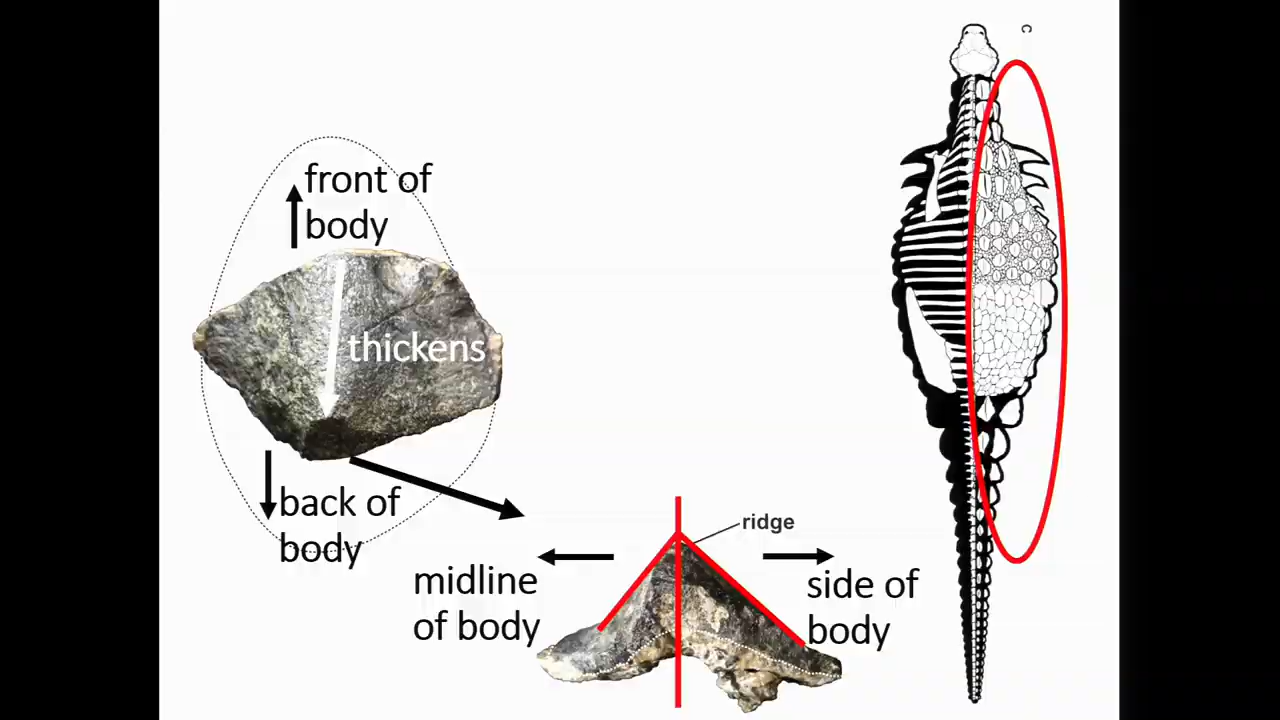 C
front of
body
thickens
back of
body
ridge
midline
of body
side of
body